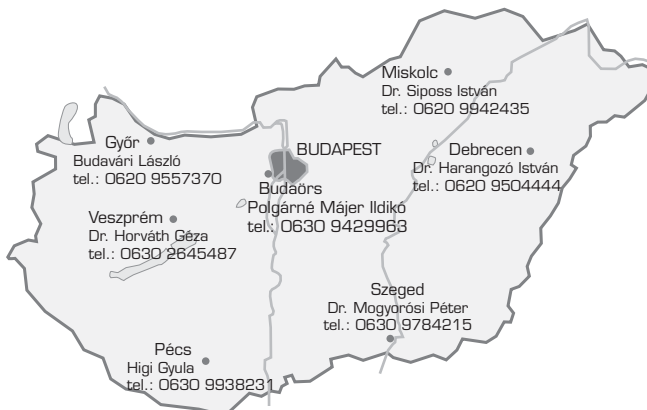 Miskolc
Dr. Siposs István
tel.: 0620 9942435
Győr
Budavári László
tel.: 0620 9557370
BUDAPEST
Debrecen
Dr. Harangozó István
tel.: 0620 9504444
Budaörs
Polgárné Májer Ildikó
tel.: 0630 9429963
Veszprém
Dr. Horváth Géza
tel.: 0630 2645487
Szeged
Dr. Mogyorósi Péter
tel.: 0630 9784215
Pécs
Higi Gyula
tel.: 0630 9938231